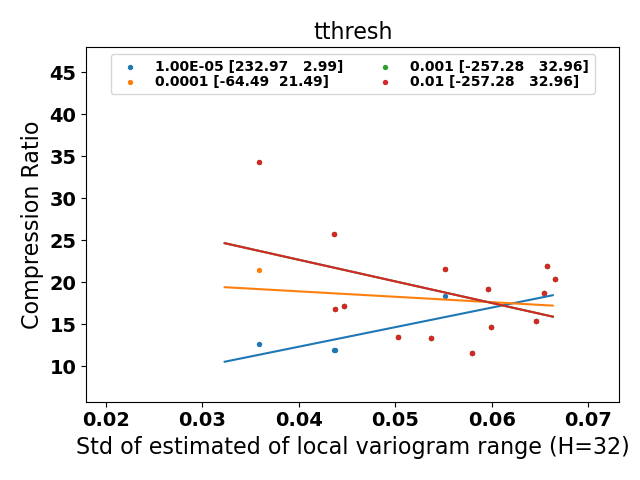 tthresh
1.00E-05 [232.97   2.99]
0.0001 [-64.49  21.49]
0.001 [-257.28   32.96]
0.01 [-257.28   32.96]
Compression Ratio
45
40
35
30
25
20
15
10
0.02 0.03 0.04 0.05 0.06 0.07
Std of estimated of local variogram range (H=32)